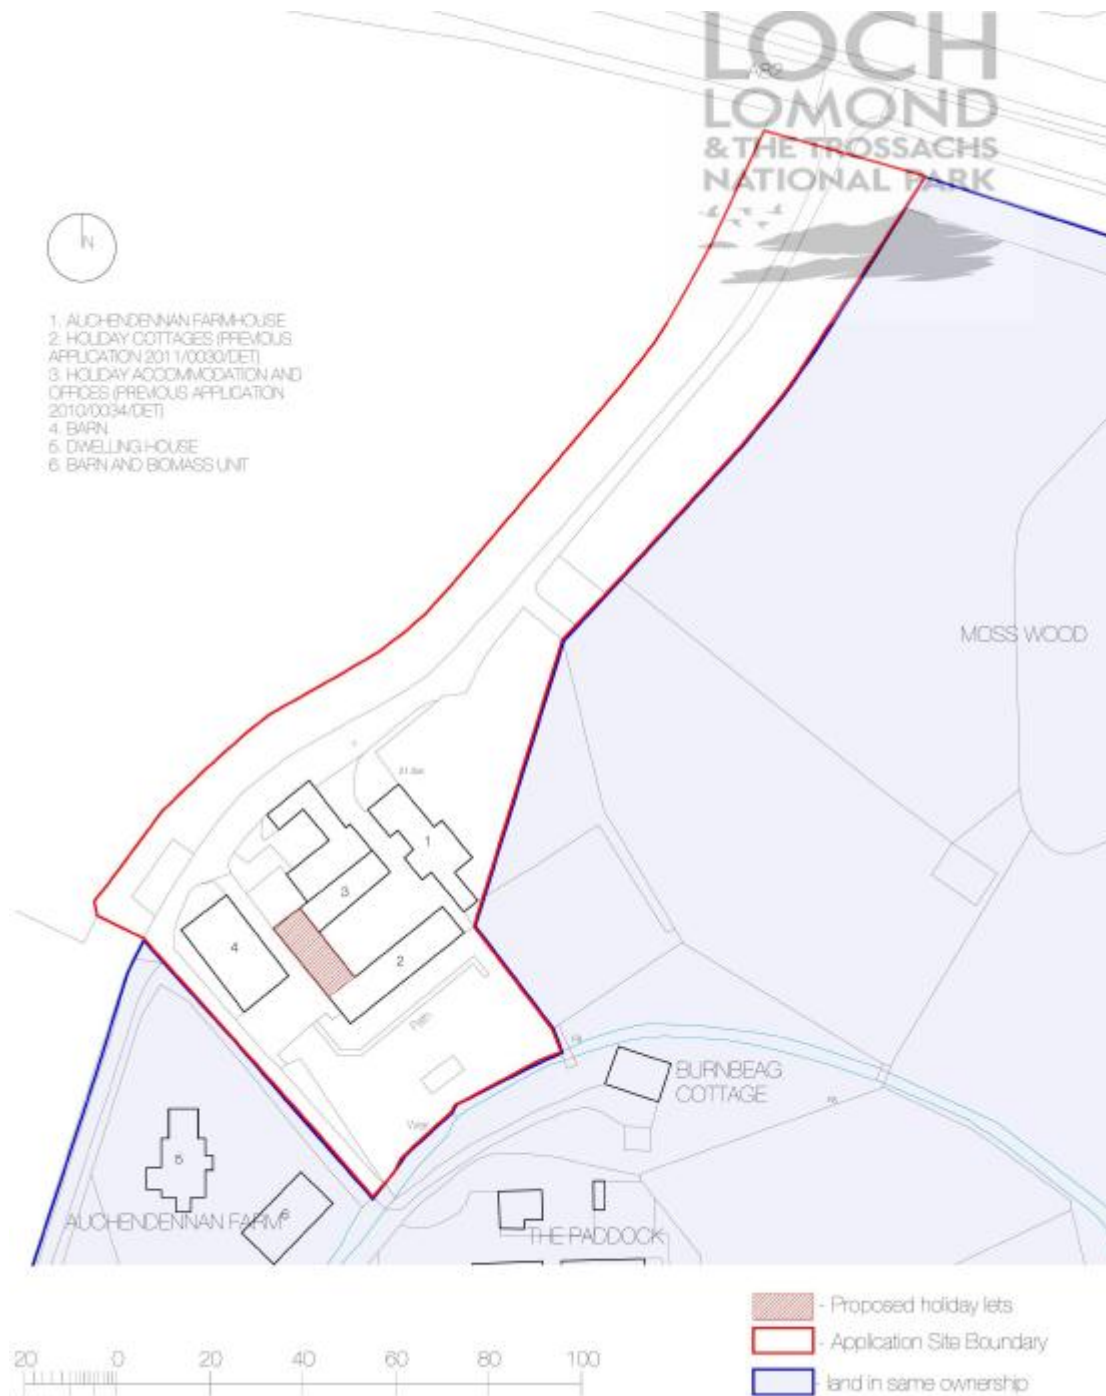 LOCH
LOMOND
& THE TROSSACHS
NATIONAL PARK
A82
N
1. AUCHENDENNAN FARMHOUSE
2. HOLIDAY COTTAGES (PREVIOUS
APPLICATION 2011/0030/DET)
3. HOLIDAY ACCOMMODATION AND
OFFICES (PREVIOUS APPLICATION
2010/0034/DET)
4. BARN
5. DWELLING HOUSE
6. BARN AND BIOMASS UNIT
MOSS WOOD
1
3
4
2
Path
FB
BURNBEAG
COTTAGE
Weir
5
6
AUCHENDENNAN FARM
THE PADDOCK
- Proposed holiday lets
- Application Site Boundary
- land in same ownership
20 0 20 40 60 80 100